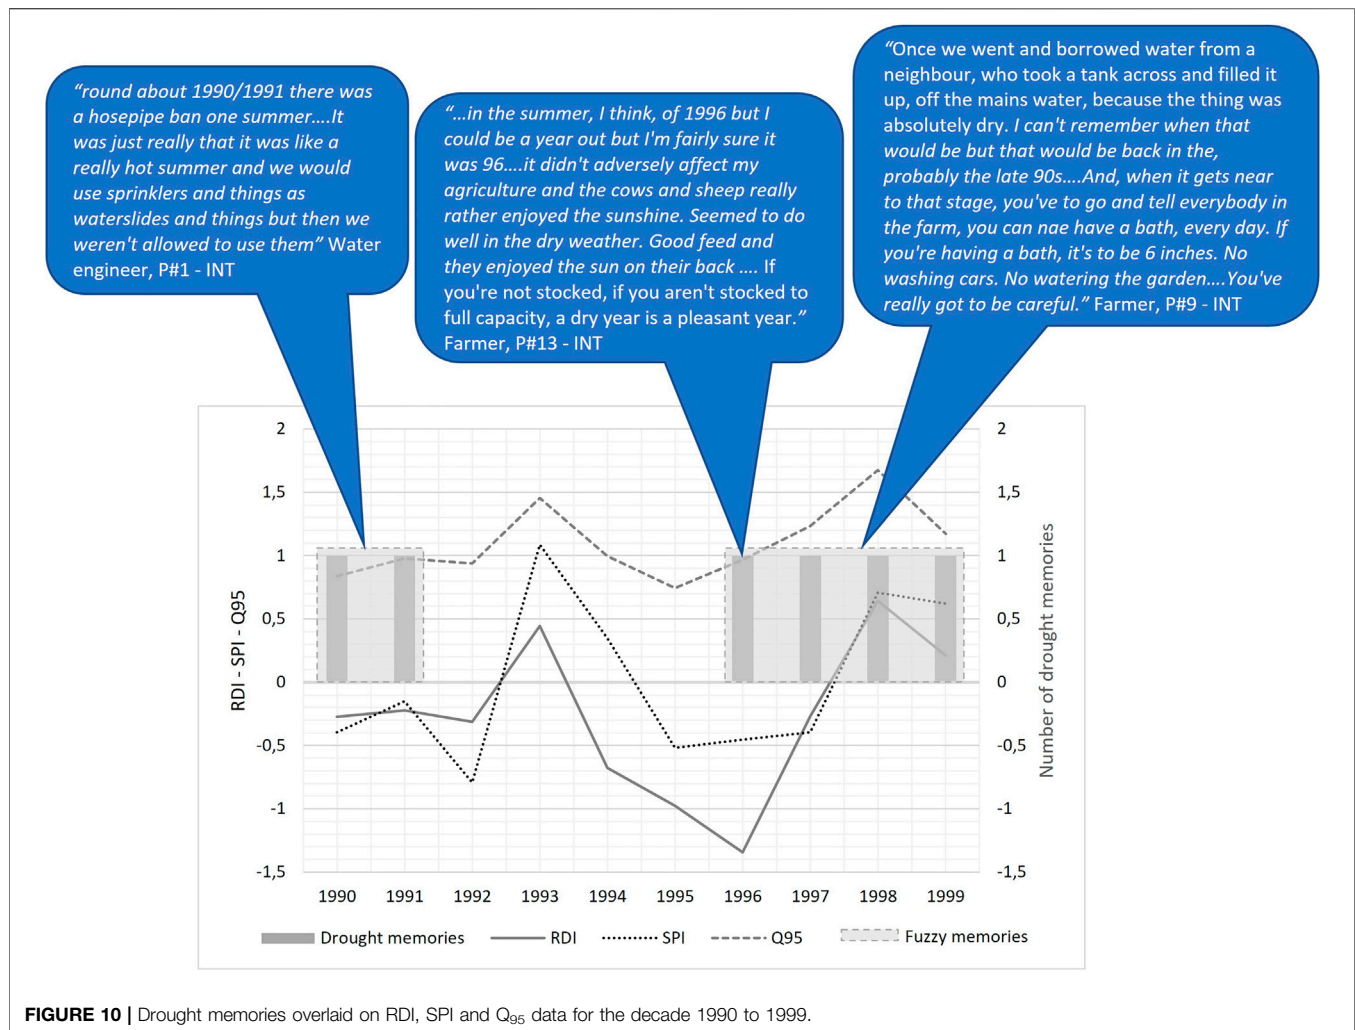 “round about 1990/1991 there was
a hosepipe ban one summer....It
was just really that it was like a
really hot summer and we would
use sprinklers and things as
waterslides and things but then we
weren't allowed to use them” Water
engineer, P#1 - INT
“...in the summer, I think, of 1996 but I
could be a year out but I'm fairly sure it
was 96....it didn't adversely affect my
agriculture and the cows and sheep really
rather enjoyed the sunshine. Seemed to do
well in the dry weather. Good feed and
they enjoyed the sun on their back .... If
you're not stocked, if you aren't stocked to
full capacity, a dry year is a pleasant year.”
Farmer, P#13 - INT
“Once we went and borrowed water from a
neighbour, who took a tank across and filled it
up, off the mains water, because the thing was
absolutely dry. I can't remember when that
would be but that would be back in the,
probably the late 90s....And, when it gets near
to that stage, you've to go and tell everybody in
the farm, you can nae have a bath, every day. If
you're having a bath, it's to be 6 inches. No
washing cars. No watering the garden....You've
really got to be careful.” Farmer, P#9 - INT
RDI - SPI - Q95
2
1,5
1
0,5
0
-0,5
-1
-1,5
2
1,5
1
0,5
0
-0,5
-1
-1,5
Number of drought memories
1990 1991 1992 1993 1994 1995 1996 1997 1998 1999
Drought memories RDI SPI Q95 Fuzzy memories
FIGURE 10 | Drought memories overlaid on RDI, SPI and Q95 data for the decade 1990 to 1999.